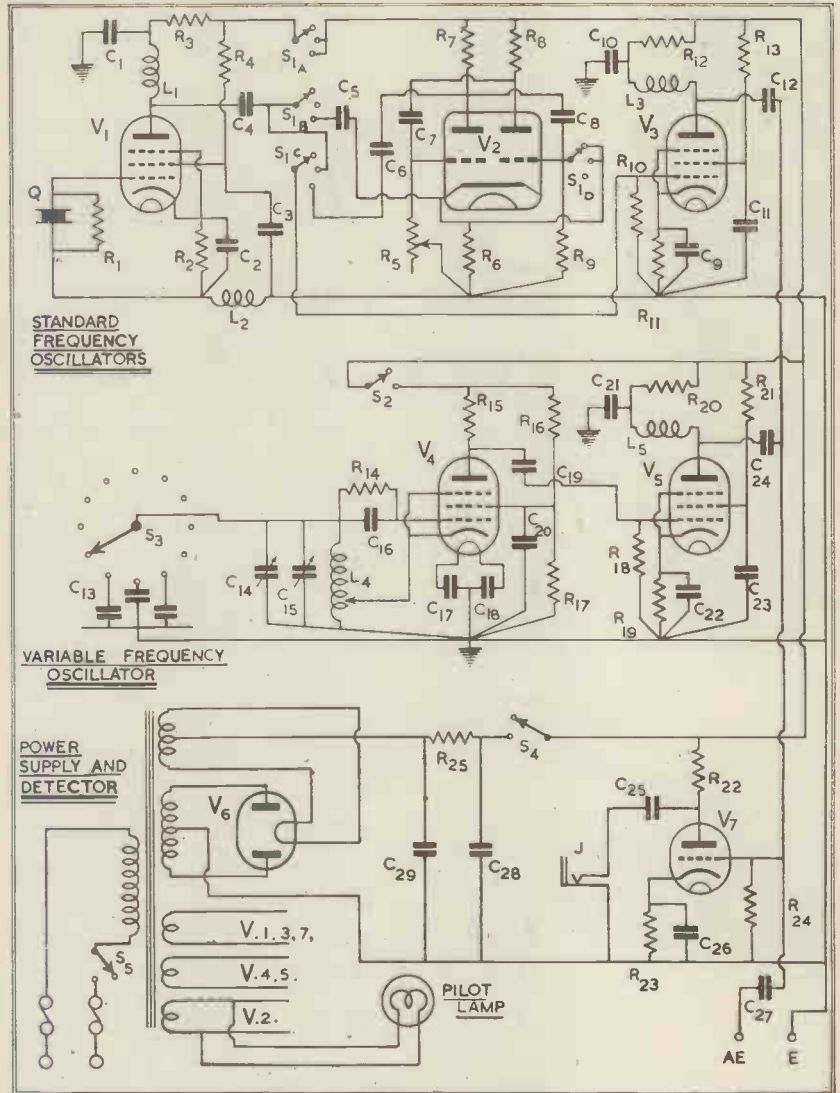 R3
R4
C1
L1
S1A
R7
R8
C10
R12
R13
L3
C12
C4
S1B
C5
V1
S1C
C7
V2
C8
V3
C6
S1D
R10
Q
R1
C3
C11
R2
C2
R5
R6
R9
C9
L2
R11
STANDARD
FREQUENCY
OSCILLATORS
S2
C21
R20
R21
R15
R16
L5
V4
V5
C24
R14
C19
S3
C16
C20
C14
C15
L4
R18
C13
C17
C18
R17
C22
C23
R19
VARIABLE FREQUENCY
OSCILLATOR
POWER
SUPPLY AND
DETECTOR
S4
R25
R22
V6
C25
V7
J
C29
C28
R24
V.1,3,7,
C26
S5
R23
V.4,5.
PILOT
LAMP
V.2.
C27
AE
E